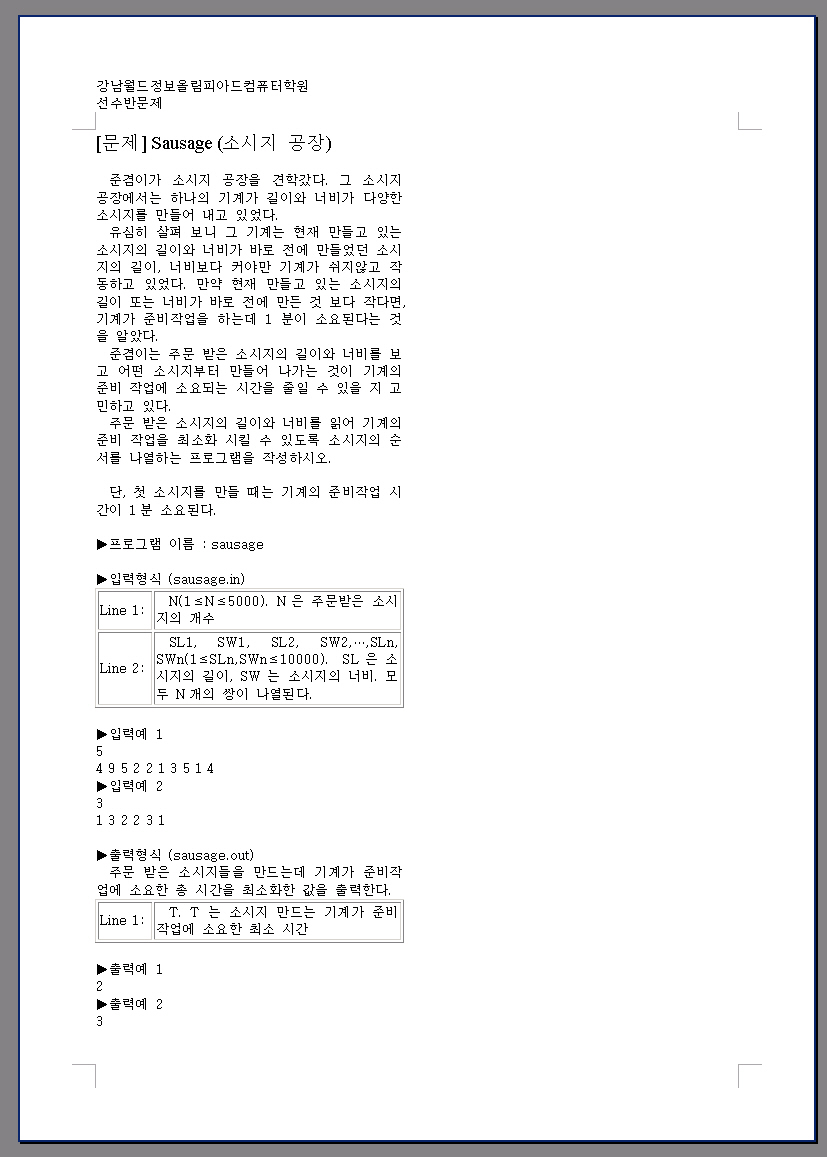 강남월드정보올림피아드컴퓨터학원
선수반문제
[문제] Sausage (소시지 공장)
준겸이가 소시지 공장을 견학갔다. 그 소시지
공장에서는 하나의 기계가 길이와 너비가 다양한
소시지를 만들어 내고 있었다.
유심히 살펴 보니 그 기계는 현재 만들고 있는
소시지의 길이와 너비가 바로 전에 만들었던 소시
지의 길이, 너비보다 커야만 기계가 쉬지않고 작
동하고 있었다. 만약 현재 만들고 있는 소시지의
길이 또는 너비가 바로 전에 만든 것 보다 작다면,
기계가 준비작업을 하는데 1 분이 소요된다는 것
을 알았다.
준겸이는 주문 받은 소시지의 길이와 너비를 보
고 어떤 소시지부터 만들어 나가는 것이 기계의
준비 작업에 소요되는 시간을 줄일 수 있을 지 고
민하고 있다.
주문 받은 소시지의 길이와 너비를 읽어 기계의
준비 작업을 최소화 시킬 수 있도록 소시지의 순
서를 나열하는 프로그램을 작성하시오.
단, 첫 소시지를 만들 때는 기계의 준비작업 시
간이 1 분 소요된다.
▶프로그램 이름 : sausage
▶입력형식 (sausage.in)
Line 1: N(1≤N≤5000). N 은 주문받은 소시
지의 개수
Line 2: SL1, SW1, SL2, SW2,…,SLn,
SWn(1≤SLn,SWn≤10000). SL 은 소
시지의 길이, SW 는 소시지의 너비. 모
두 N 개의 쌍이 나열된다.
▶입력예 1
5
4 9 5 2 2 1 3 5 1 4
▶입력예 2
3
1 3 2 2 3 1
▶출력형식 (sausage.out)
주문 받은 소시지들을 만드는데 기계가 준비작
업에 소요한 총 시간을 최소화한 값을 출력한다.
Line 1: T. T 는 소시지 만드는 기계가 준비
작업에 소요한 최소 시간
▶출력예 1
2
▶출력예 2
3